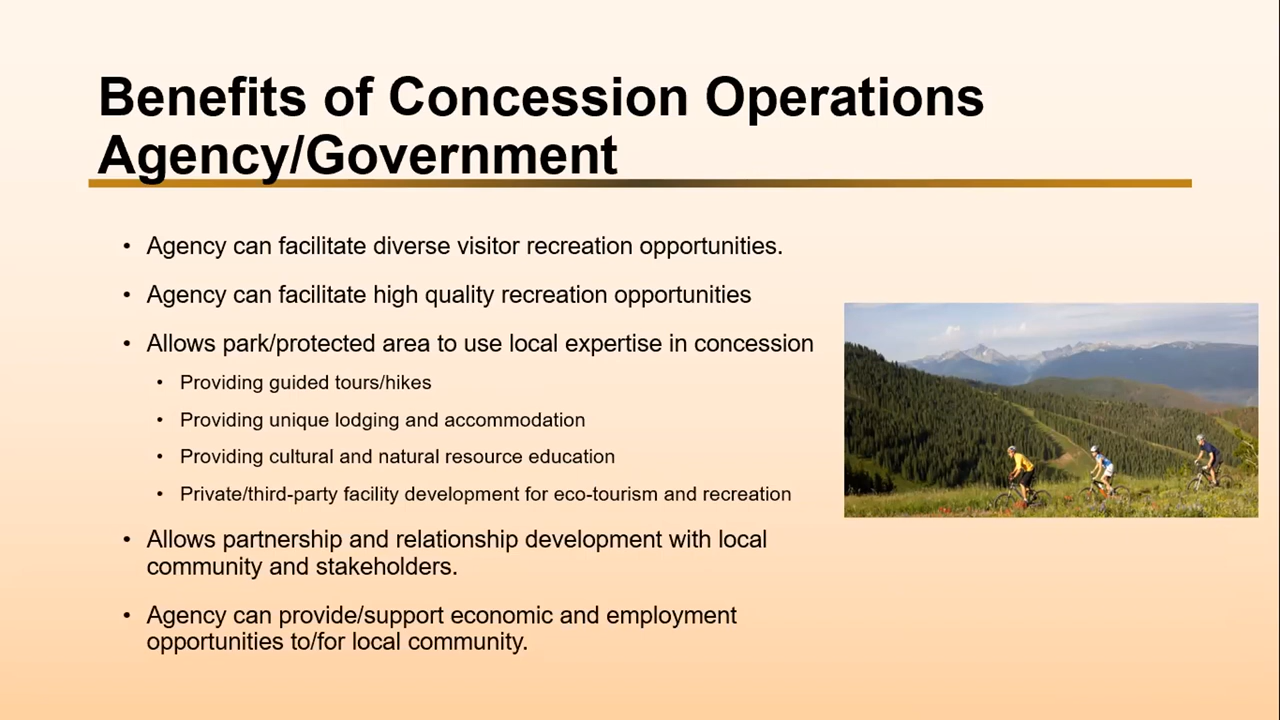 Benefits of Concession Operations
Agency/Government
• Agency can facilitate diverse visitor recreation opportunities.
• Agency can facilitate high quality recreation opportunities
• Allows park/protected area to use local expertise in concession
• Providing guided tours/hikes
• Providing unique lodging and accommodation
• Providing cultural and natural resource education
• Private/third-party facility development for eco-tourism and recreation
• Allows partnership and relationship development with local
community and stakeholders.
• Agency can provide/support economic and employment
opportunities to/for local community.